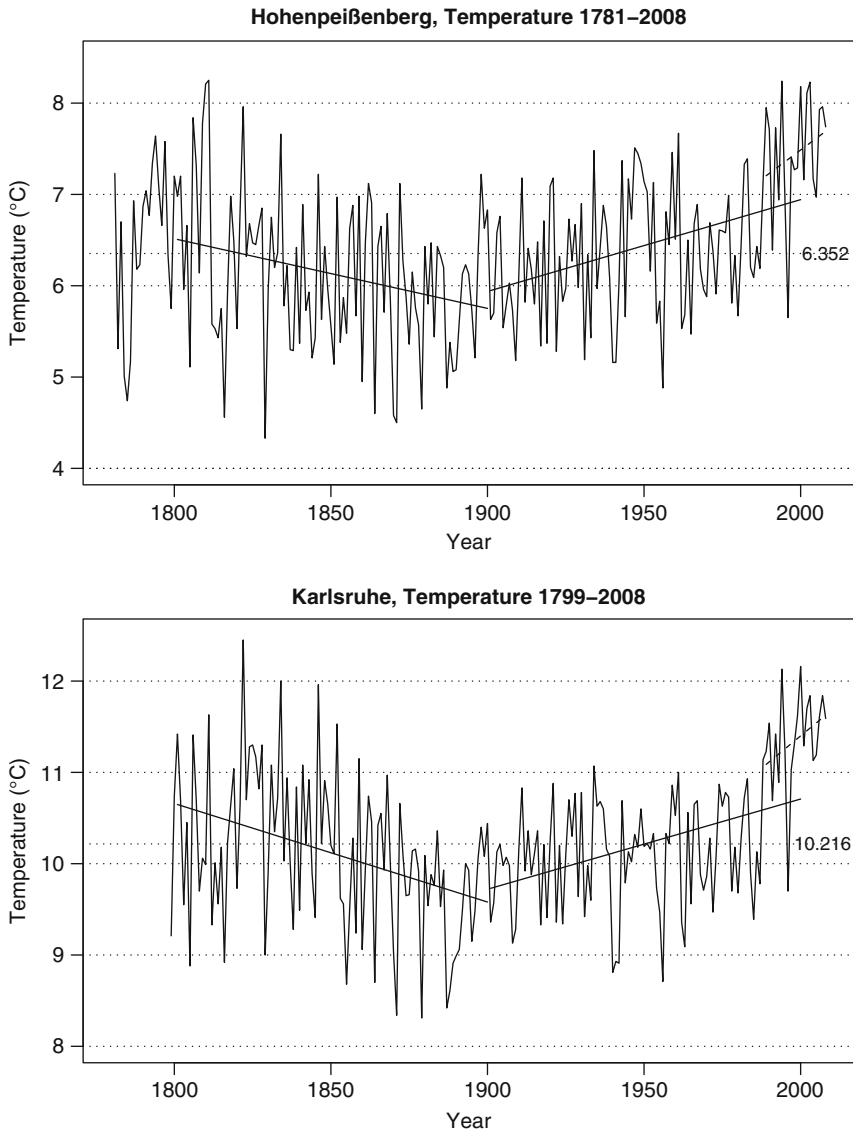 Hohenpeißenberg, Temperature 1781−2008
Temperature (°C)
8
7
6
5
4
6.352
1800 1850 1900 1950 2000
Year
Karlsruhe, Temperature 1799−2008
Temperature (°C)
12
11
10
9
8
10.216
1800 1850 1900 1950 2000
Year